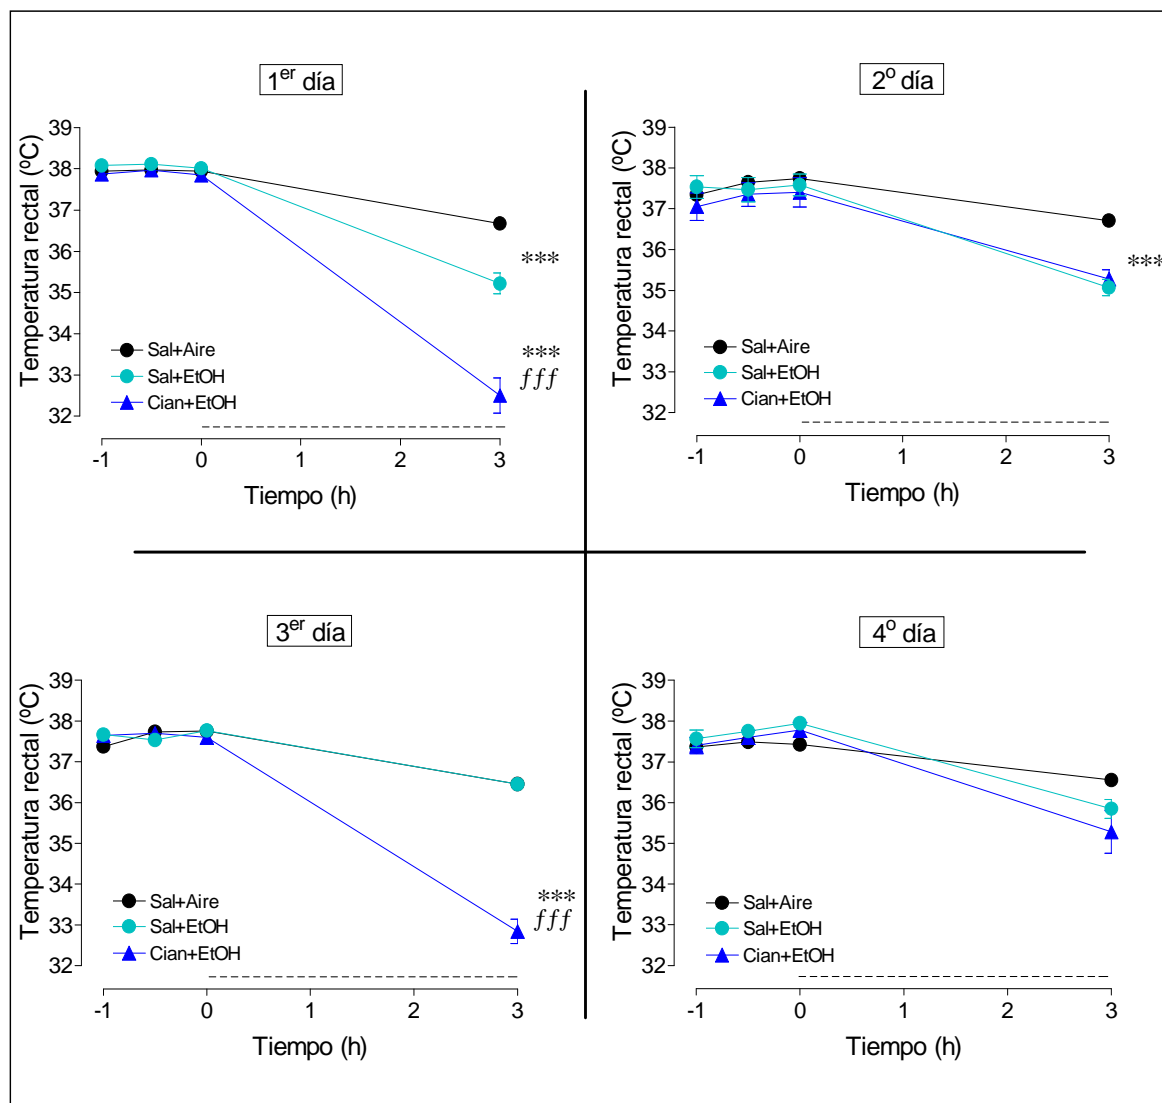 1er día
Temperatura rectal (ºC)
39
38
37
36
35
34
33
32
***
***
fff
Sal+Aire
Sal+EtOH
Cian+EtOH
-1 0 1 2 3
Tiempo (h)
2º día
Temperatura rectal (ºC)
39
38
37
36
35
34
33
32
***
Sal+Aire
Sal+EtOH
Cian+EtOH
-1 0 1 2 3
Tiempo (h)
3er día
Temperatura rectal (ºC)
39
38
37
36
35
34
33
32
***
fff
Sal+Aire
Sal+EtOH
Cian+EtOH
-1 0 1 2 3
Tiempo (h)
4º día
Temperatura rectal (ºC)
39
38
37
36
35
34
33
32
Sal+Aire
Sal+EtOH
Cian+EtOH
-1 0 1 2 3
Tiempo (h)